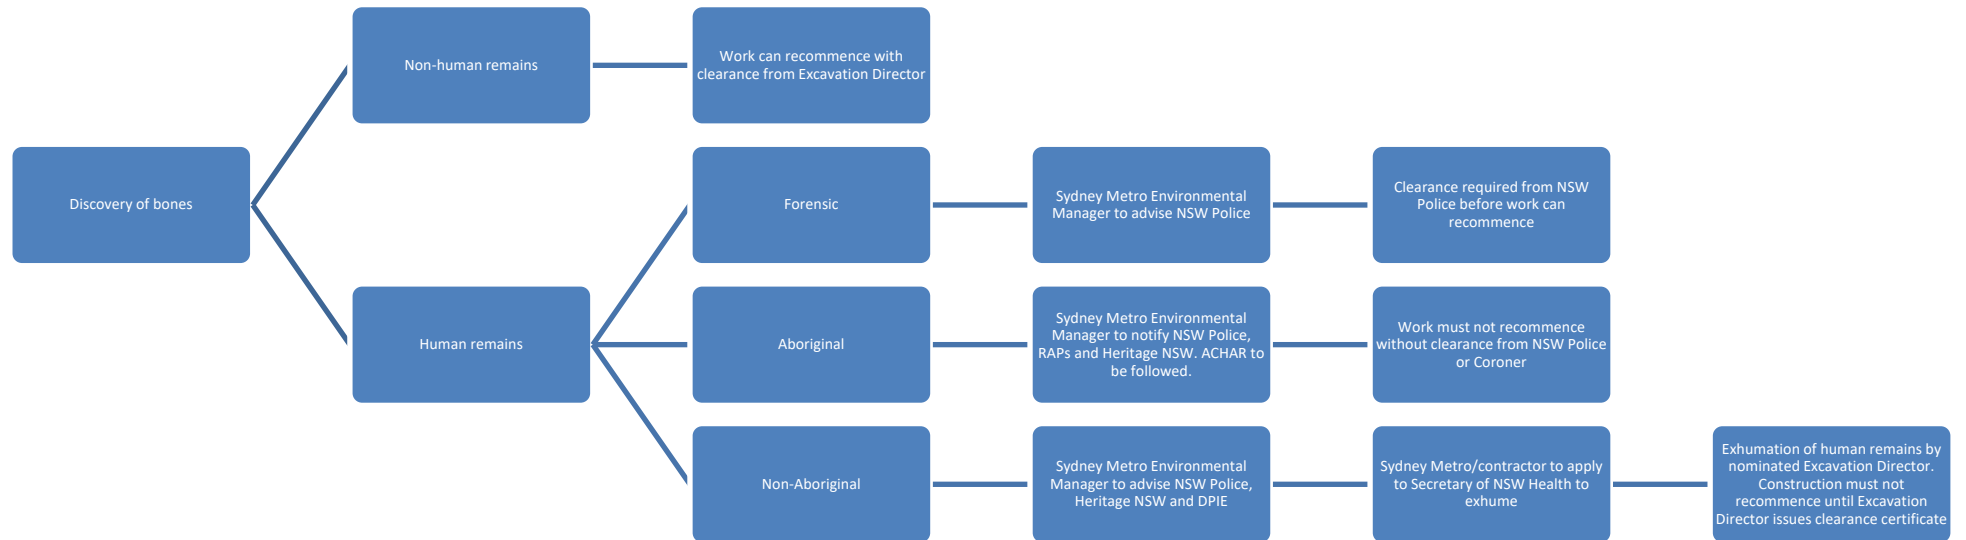 Non-human remains
Work can recommence with
clearance from Excavation Director
Discovery of bones
Forensic
Sydney Metro Environmental
Manager to advise NSW Police
Clearance required from NSW
Police before work can
recommence
Human remains
Aboriginal
Sydney Metro Environmental
Manager to notify NSW Police,
RAPs and Heritage NSW. ACHAR to
be followed.
Work must not recommence
without clearance from NSW Police
or Coroner
Non-Aboriginal
Sydney Metro Environmental
Manager to advise NSW Police,
Heritage NSW and DPIE
Sydney Metro/contractor to apply
to Secretary of NSW Health to
exhume
Exhumation of human remains by
nominated Excavation Director.
Construction must not
recommence until Excavation
Director issues clearance certificate